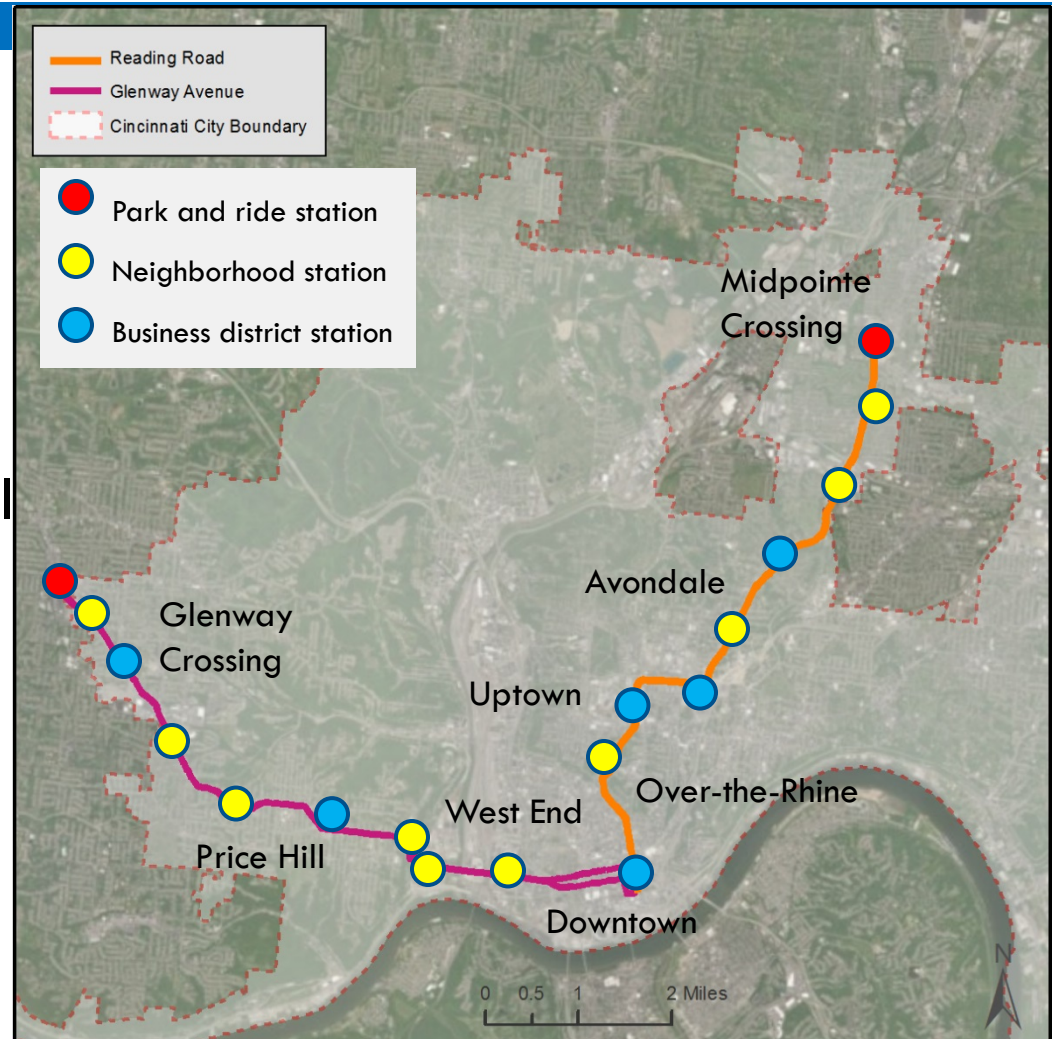 Reading Road
Glenway Avenue
Cincinnati City Boundary
Park and ride station
Neighborhood station
Business district station
Midpointe
Crossing
Avondale
Glenway
Crossing
Uptown
Over-the-Rhine
West End
Price Hill
Downtown
N
0 0.5 1 2 Miles